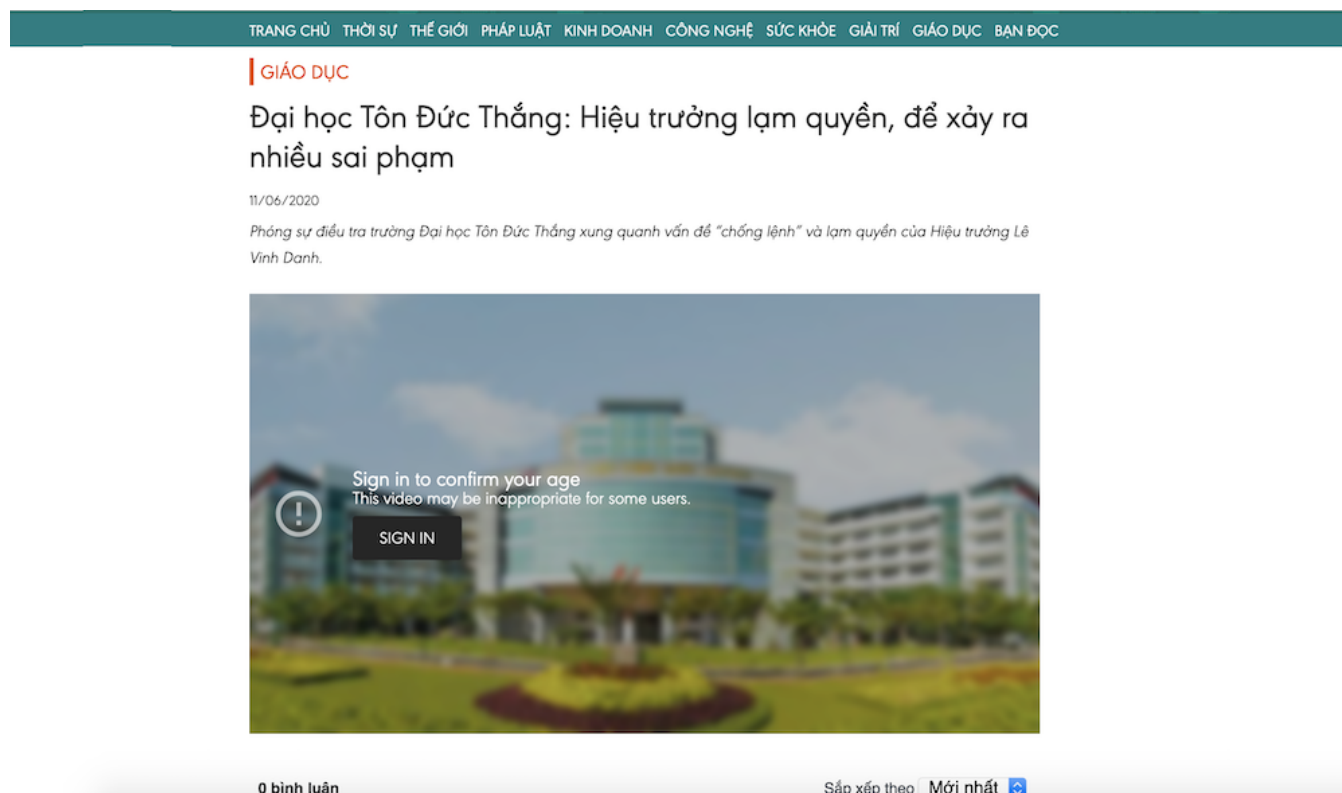 TRANG CHỦ THỜI SỰ THẾ GIỚI PHÁP LUẬT KINH DOANH CÔNG NGHỆ SỨC KHỎE GIẢI TRÍ GIÁO DỤC BẠN ĐỌC
GIÁO DỤC
Đại học Tôn Đức Thắng: Hiệu trưởng lạm quyền, để xảy ra
nhiều sai phạm
11/06/2020
Phóng sự điều tra trường Đại học Tôn Đức Thắng xung quanh vấn đề “chống lệnh” và lạm quyền của Hiệu trưởng Lê
Vinh Danh.
Sign in to confirm your age
This video may be inappropriate for some users.
SIGN IN
0 bình luận
Sắp xếp theo Mới nhất